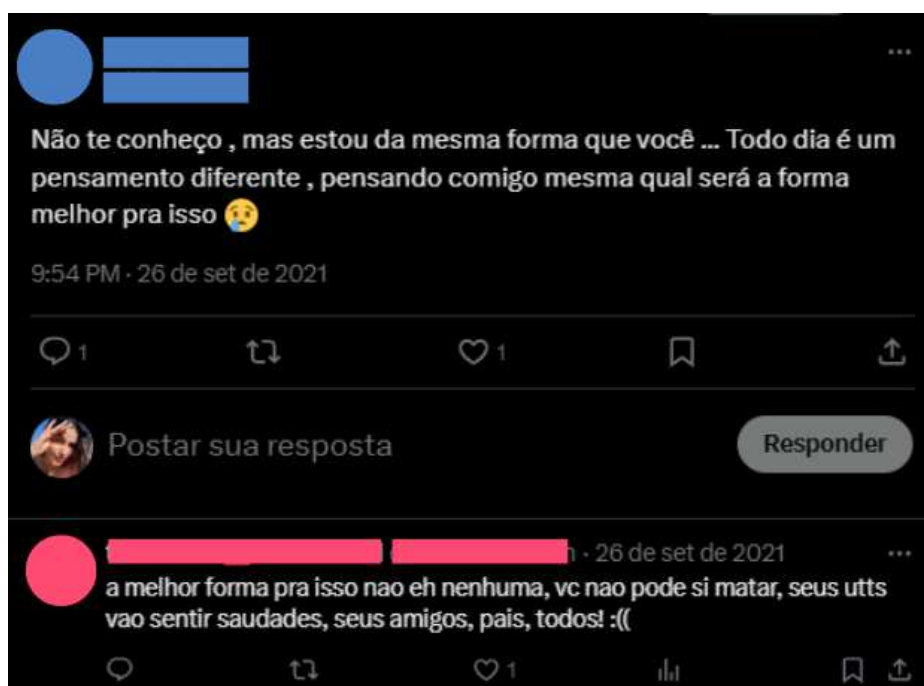 Não te conheço , mas estou da mesma forma que você ... Todo dia é um
pensamento diferente , pensando comigo mesma qual será a forma
melhor pra isso 😢
9:54 PM · 26 de set de 2021
1
1
Postar sua resposta
Responder
· 26 de set de 2021
a melhor forma pra isso nao eh nenhuma, vc nao pode si matar, seus utts
vao sentir saudades, seus amigos, pais, todos! :((
1